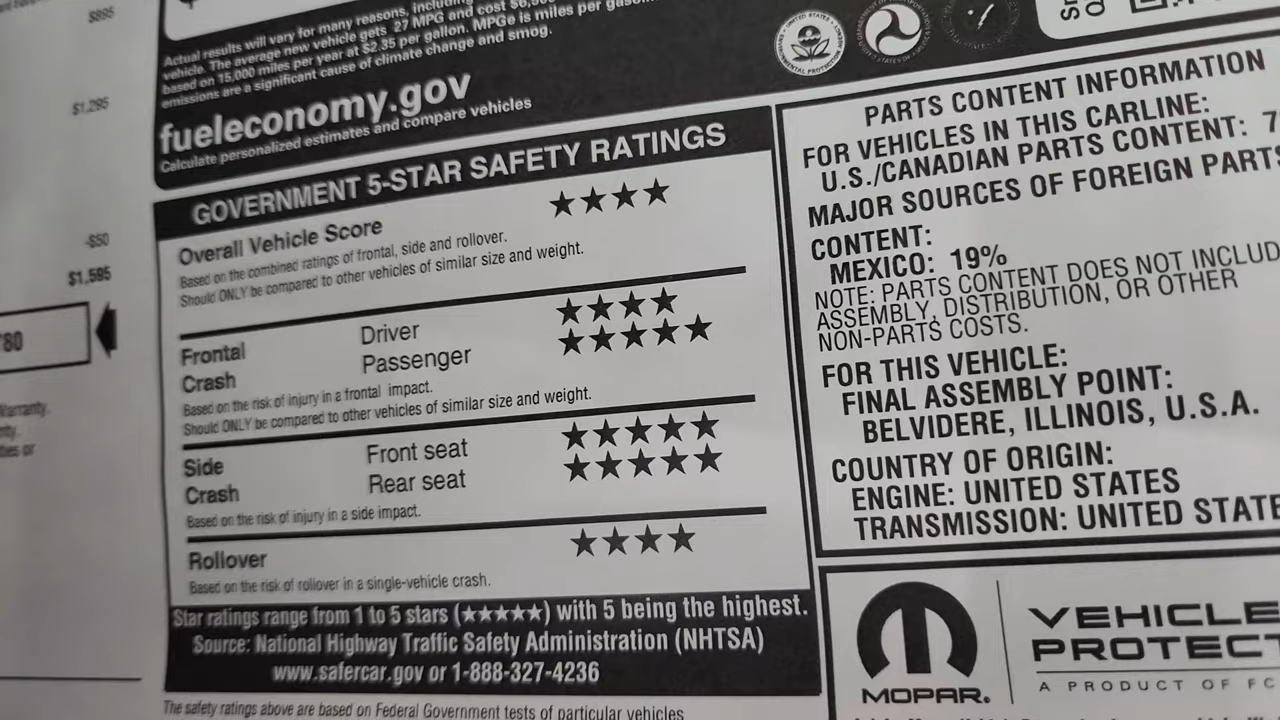 $895
$1,295
-$50
$1,595
80
Warranty.
Actual results will vary for many reasons, including
vehicle. The average new vehicle gets 27 MPG and cost
based on 15,000 miles per year at $2.35 per gallon. MPGe is miles per
emissions are a significant cause of climate change and smog.
fueleconomy.gov
Calculate personalized estimates and compare vehicles
GOVERNMENT 5-STAR SAFETY RATINGS
Overall Vehicle Score ★★★★
Based on the combined ratings of frontal, side and rollover.
Should ONLY be compared to other vehicles of similar size and weight.
Frontal Driver ★★★★
Crash Passenger ★★★★★
Based on the risk of injury in a frontal impact.
Should ONLY be compared to other vehicles of similar size and weight.
Side Front seat ★★★★★
Crash Rear seat ★★★★★
Based on the risk of injury in a side impact.
Rollover ★★★★
Based on the risk of rollover in a single-vehicle crash.
Star ratings range from 1 to 5 stars (★★★★★) with 5 being the highest.
Source: National Highway Traffic Safety Administration (NHTSA)
www.safercar.gov or 1-888-327-4236
The safety ratings above are based on Federal Government tests of particular vehicles
PARTS CONTENT INFORMATION
FOR VEHICLES IN THIS CARLINE:
U.S./CANADIAN PARTS CONTENT: 7
MAJOR SOURCES OF FOREIGN PARTS
CONTENT:
MEXICO: 19%
NOTE: PARTS CONTENT DOES NOT INCLUD
ASSEMBLY, DISTRIBUTION, OR OTHER
NON-PARTS COSTS.
FOR THIS VEHICLE:
FINAL ASSEMBLY POINT:
BELVIDERE, ILLINOIS, U.S.A.
COUNTRY OF ORIGIN:
ENGINE: UNITED STATES
TRANSMISSION: UNITED STATE
MOPAR.
VEHICLE
PROTECT
A PRODUCT OF FC